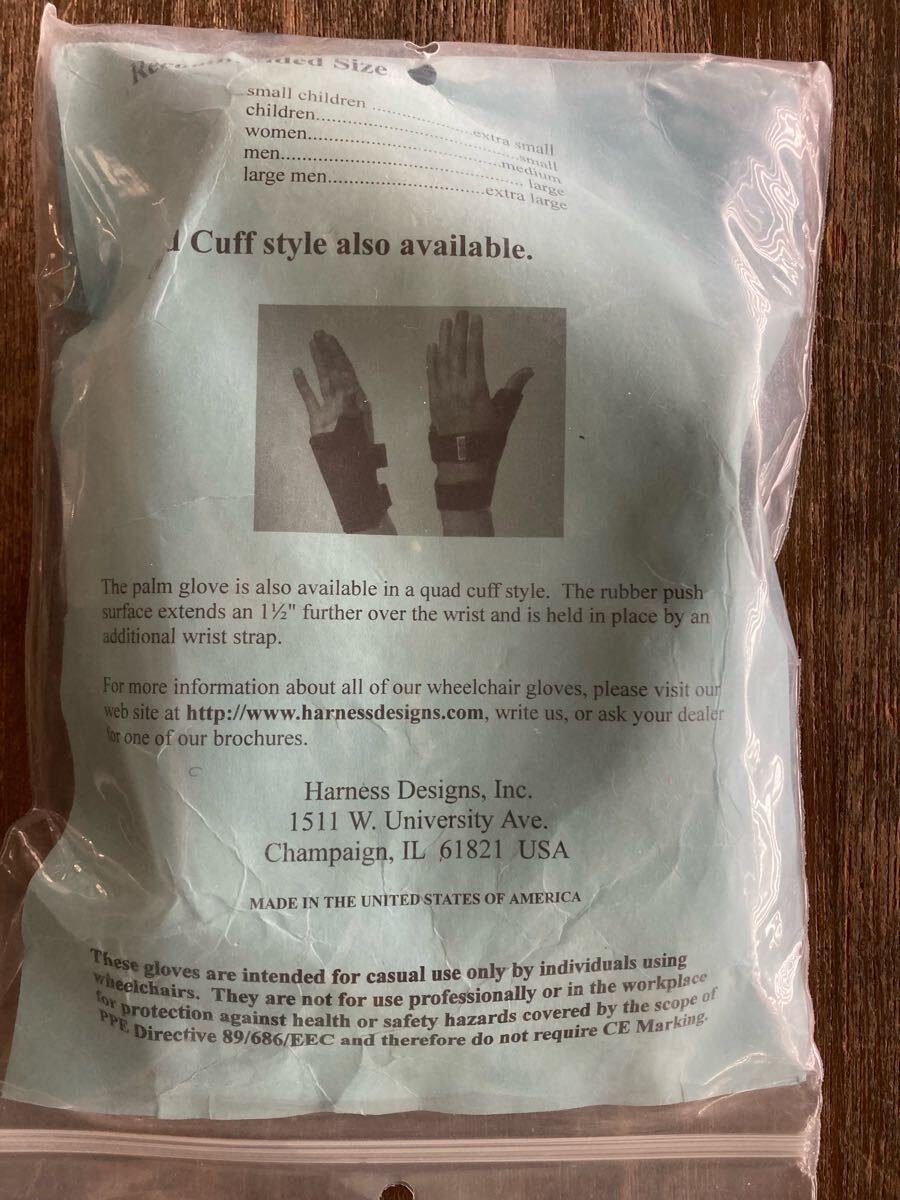 Recommended Size
small children ....................extra small
children.........................................small
women.......................................medium
men................................................ large
large men..............................extra large
Cuff style also available.
The palm glove is also available in a quad cuff style. The rubber push
surface extends an 1½" further over the wrist and is held in place by an
additional wrist strap.
For more information about all of our wheelchair gloves, please visit our
web site at http://www.harnessdesigns.com, write us, or ask your dealer
for one of our brochures.
Harness Designs, Inc.
1511 W. University Ave.
Champaign, IL 61821 USA
MADE IN THE UNITED STATES OF AMERICA
These gloves are intended for casual use only by individuals using
wheelchairs. They are not for use professionally or in the workplace
for protection against health or safety hazards covered by the scope of
PPE Directive 89/686/EEC and therefore do not require CE Marking.